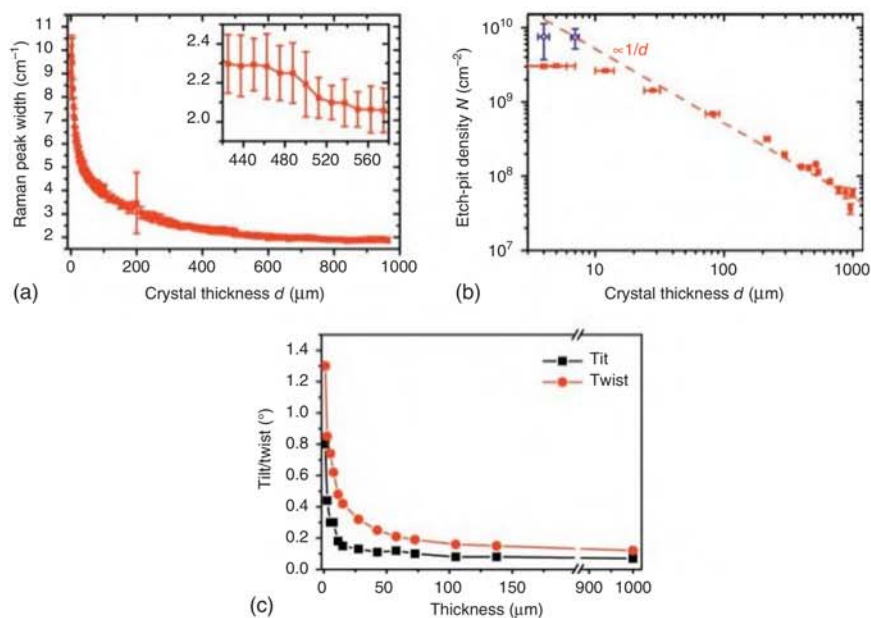 11
10
9
8
7
6
5
4
3
2
0 200 400 600 800 1000
Raman peak width (cm⁻¹)
Crystal thickness d (μm)
2.4
2.2
2.0
440 480 520 560
(a)
10¹⁰
10⁹
10⁸
10⁷
10 100 1000
Etch-pit density N (cm⁻²)
Crystal thickness d (μm)
∝1/d
(b)
1.4
1.2
1.0
0.8
0.6
0.4
0.2
0.0
0 50 100 150 900 1000
Tilt/twist (°)
Thickness (μm)
Tit
Twist
(c)